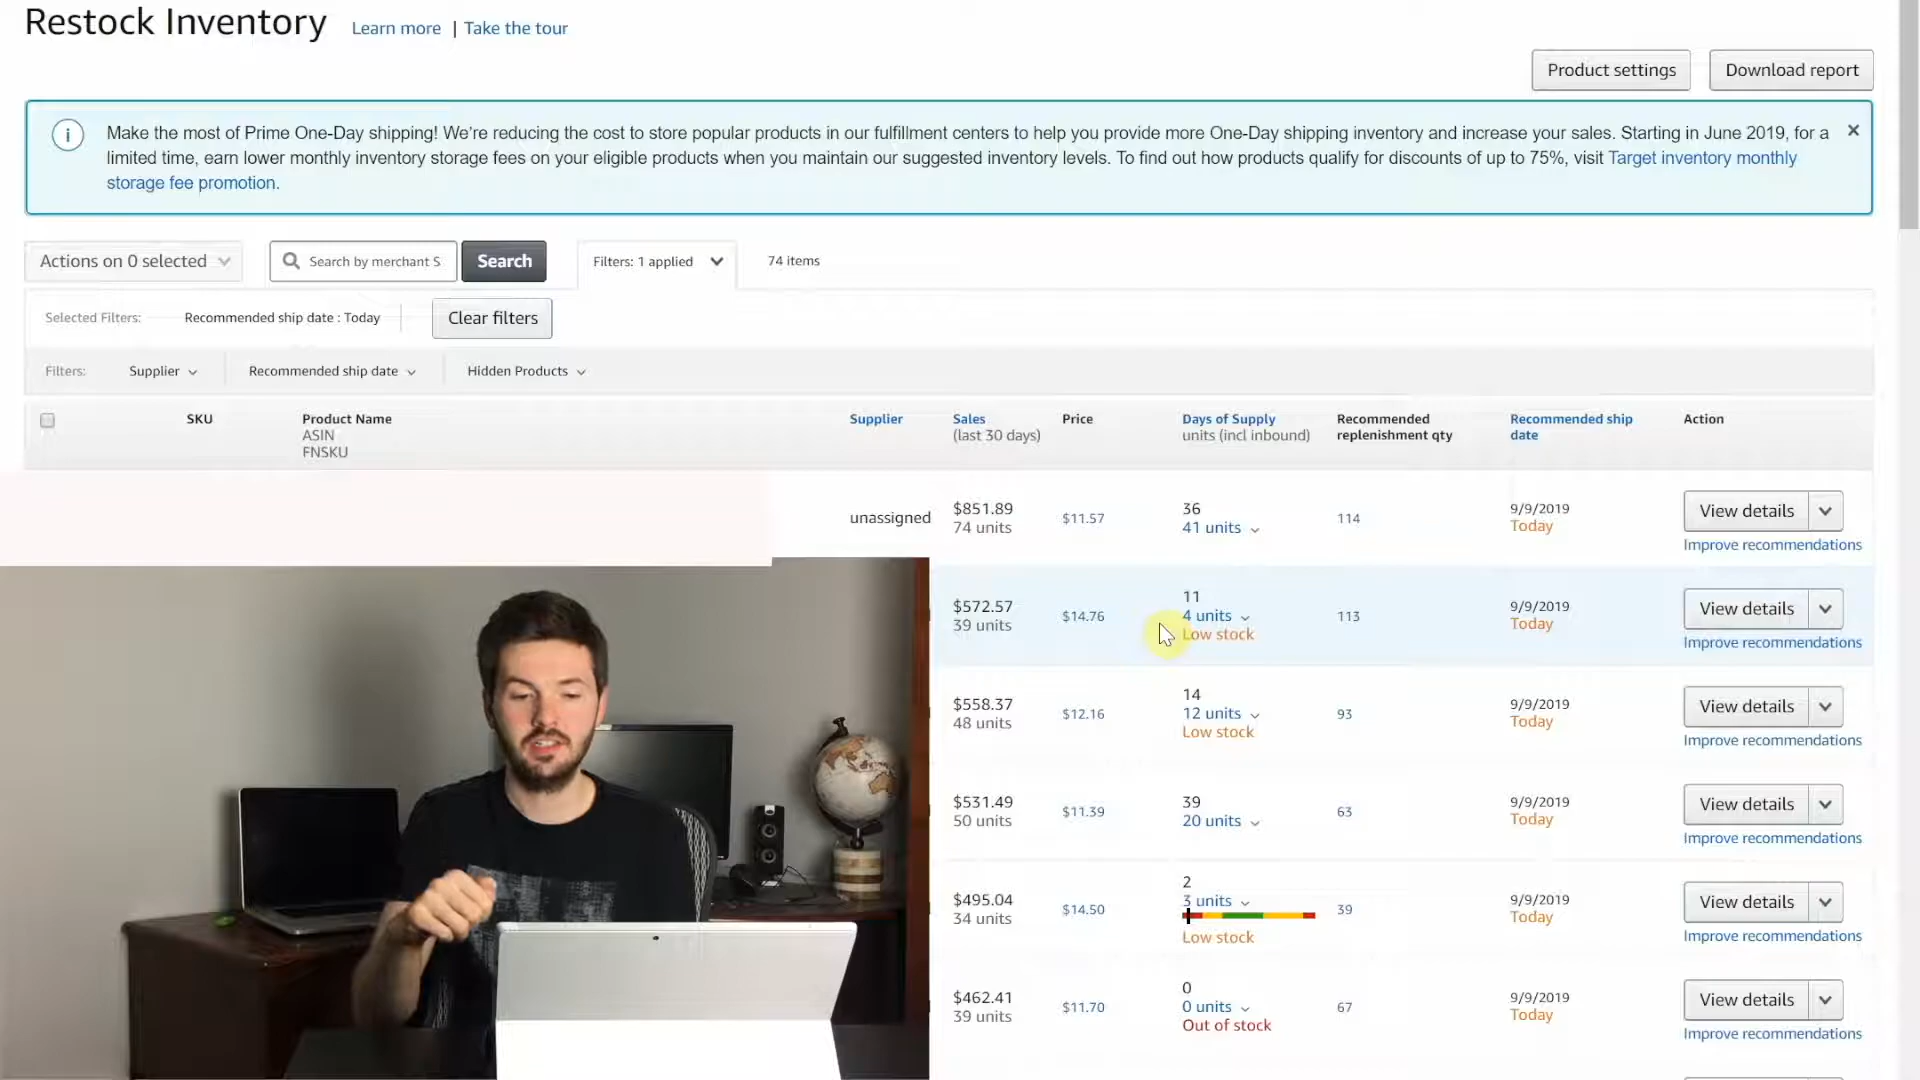 Restock Inventory Learn more | Take the tour
Product settings Download report
Make the most of Prime One-Day shipping! We're reducing the cost to store popular products in our fulfillment centers to help you provide more One-Day shipping inventory and increase your sales. Starting in June 2019, for a
limited time, earn lower monthly inventory storage fees on your eligible products when you maintain our suggested inventory levels. To find out how products qualify for discounts of up to 75%, visit Target inventory monthly
storage fee promotion.
Actions on 0 selected Search by merchant S Search Filters: 1 applied 74 items
Selected Filters: Recommended ship date : Today Clear filters
Filters: Supplier Recommended ship date Hidden Products
SKU Product Name Supplier Sales Price Days of Supply Recommended Recommended ship Action
ASIN (last 30 days) units (incl inbound) replenishment qty date
FNSKU
unassigned $851.89 $11.57 36 114 9/9/2019 View details
74 units 41 units Today
Improve recommendations
$572.57 $14.76 11 113 9/9/2019 View details
39 units 4 units Today
Low stock Improve recommendations
$558.37 $12.16 14 93 9/9/2019 View details
48 units 12 units Today
Low stock Improve recommendations
$531.49 $11.39 39 63 9/9/2019 View details
50 units 20 units Today
Improve recommendations
$495.04 $14.50 2 39 9/9/2019 View details
34 units 3 units Today
Low stock Improve recommendations
$462.41 $11.70 0 67 9/9/2019 View details
39 units 0 units Today
Out of stock Improve recommendations